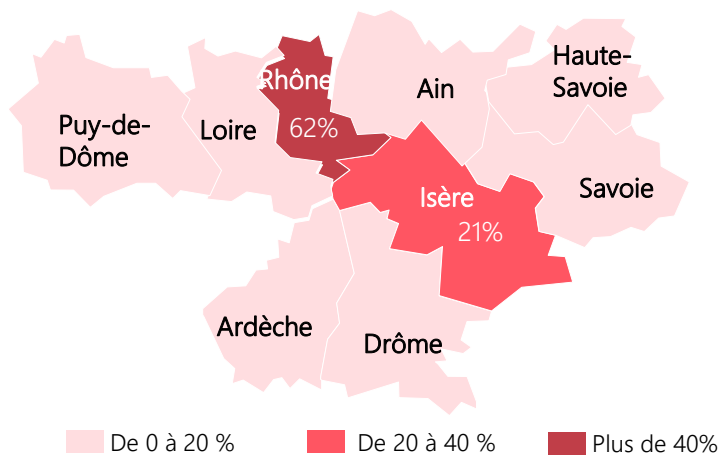 Haute-
Savoie
Rhône
Ain
Puy-de-
Dôme
Loire
62%
Savoie
Isère
21%
Ardèche
Drôme
De 0 à 20 %
De 20 à 40 %
Plus de 40%